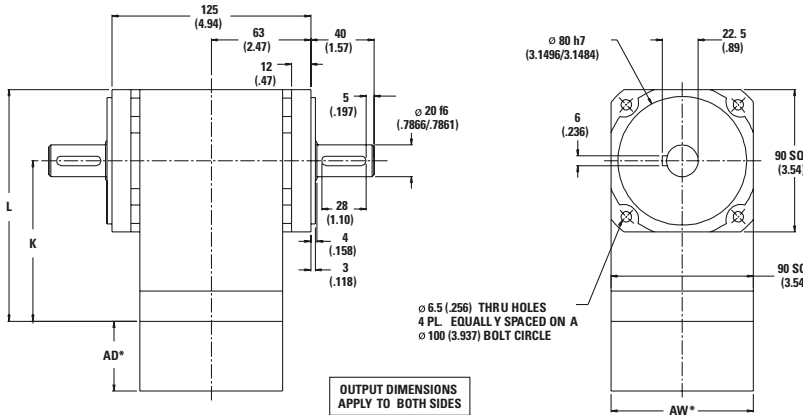 125
(4.94)
63
(2.47)
40
(1.57)
12
(.47)
5
(.197)
Ø 20 f6
(.7866/.7861)
28
(1.10)
4
(.158)
3
(.118)
L
K
AD*
OUTPUT DIMENSIONS
APPLY TO BOTH SIDES
Ø 80 h7
(3.1496/3.1484)
22. 5
(.89)
6
(.236)
90 SQ
(3.54)
90 SQ
(3.54
Ø 6.5 (.256) THRU HOLES
4 PL. EQUALLY SPACED ON A
Ø 100 (3.937) BOLT CIRCLE
AW*